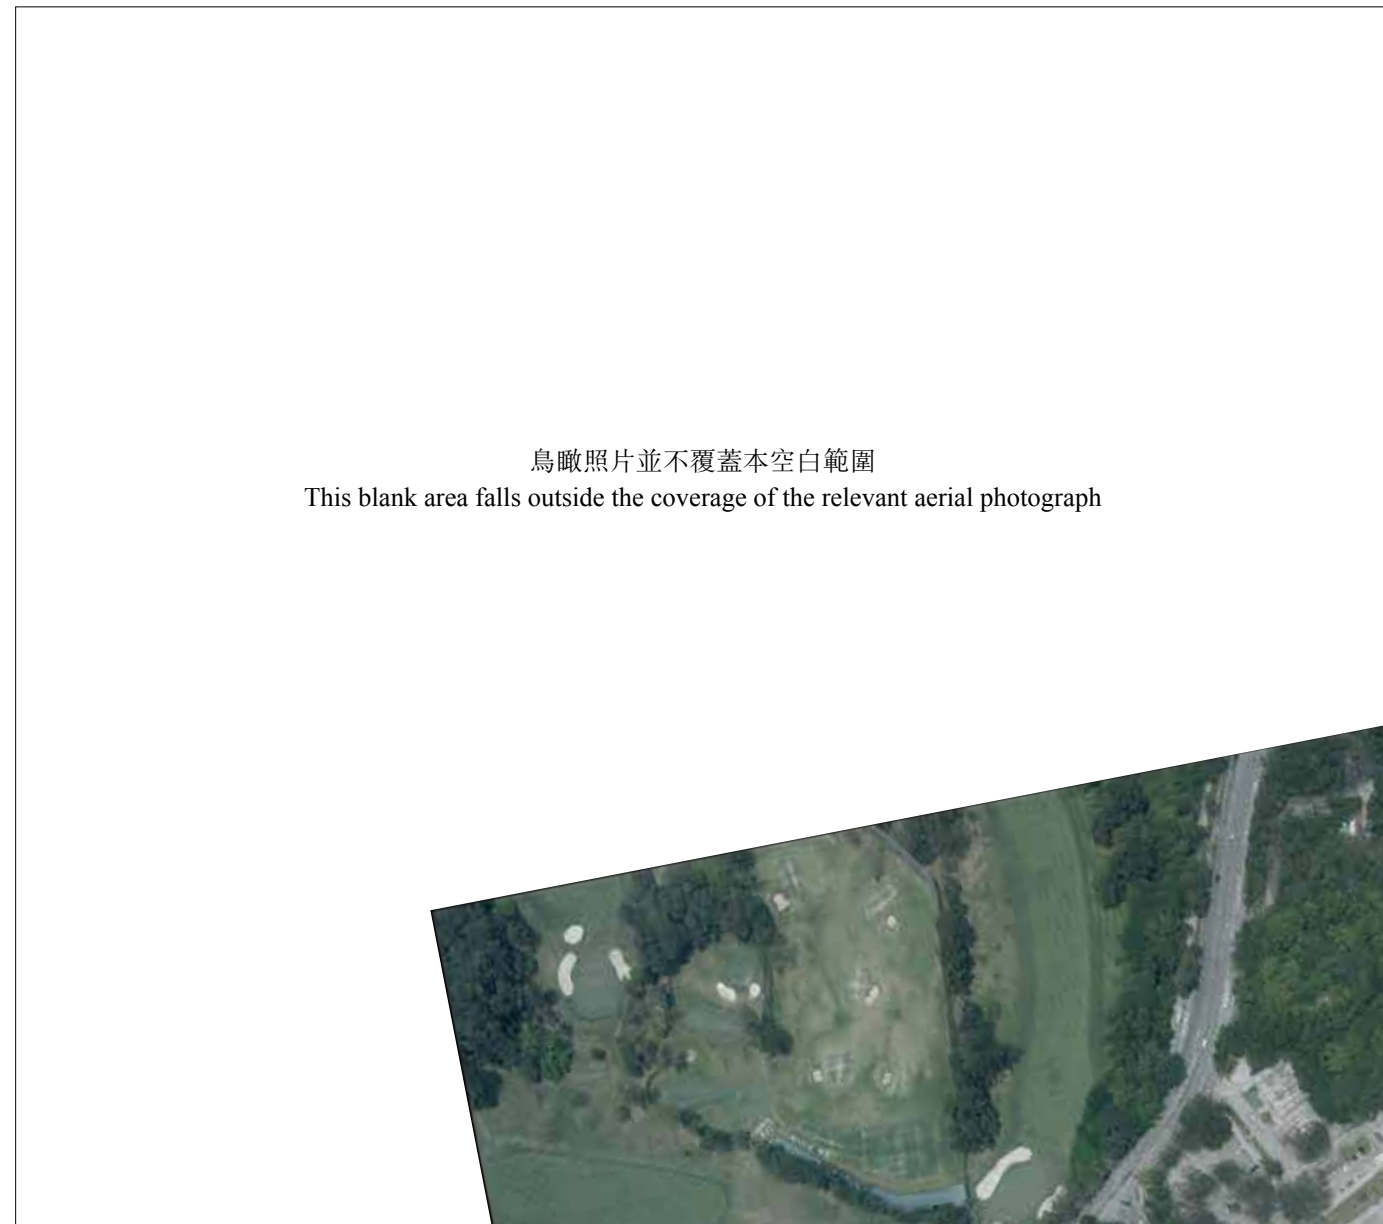 鳥瞰照片並不覆蓋本空白範圍
This blank area falls outside the coverage of the relevant aerial photograph